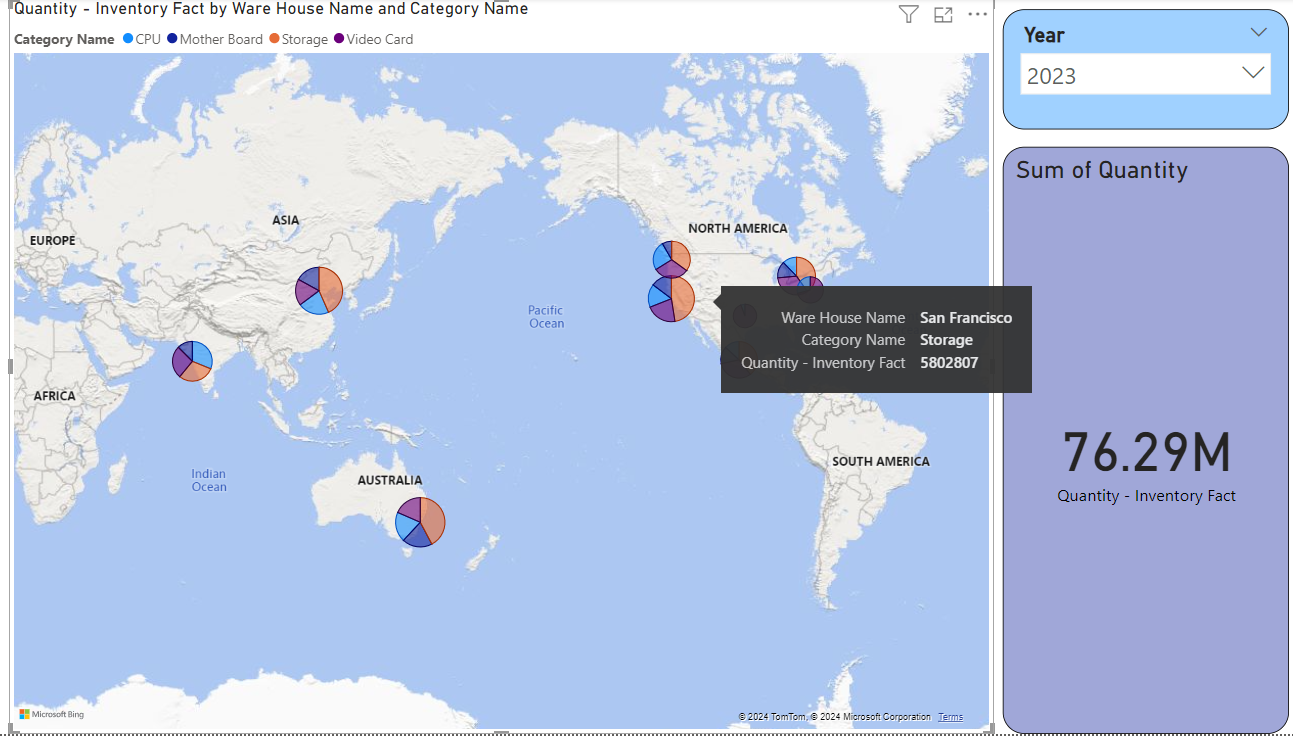 Quantity - Inventory Fact by Ware House Name and Category Name
Category Name CPU Mother Board Storage Video Card
Year
2023
Sum of Quantity
ASIA
EUROPE
NORTH AMERICA
Pacific
Ocean
Ware House Name San Francisco
Category Name Storage
Quantity - Inventory Fact 5802807
AFRICA
76.29M
Quantity - Inventory Fact
SOUTH AMERICA
Indian
Ocean
AUSTRALIA
Microsoft Bing
© 2024 TomTom, © 2024 Microsoft Corporation Terms